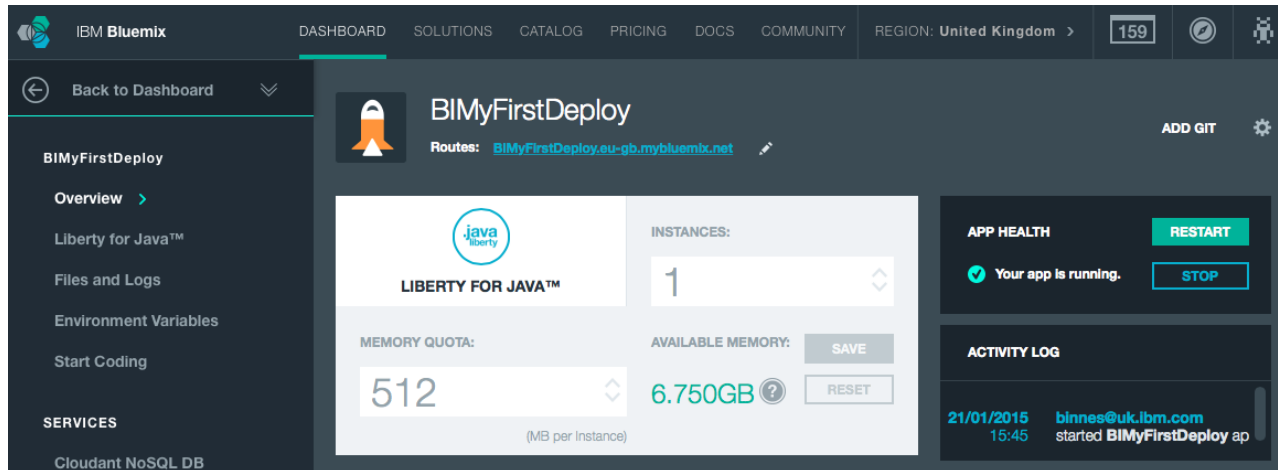 IBM Bluemix
DASHBOARD SOLUTIONS CATALOG PRICING DOCS COMMUNITY REGION: United Kingdom > 159
Back to Dashboard
BIMyFirstDeploy
Overview >
Liberty for Java™
Files and Logs
Environment Variables
Start Coding
SERVICES
Cloudant NoSQL DB
BIMyFirstDeploy
Routes: BIMyFirstDeploy.eu-gb.mybluemix.net
ADD GIT
java
liberty
LIBERTY FOR JAVA™
INSTANCES:
1
MEMORY QUOTA:
512
(MB per Instance)
AVAILABLE MEMORY:
6.750GB ?
SAVE
RESET
APP HEALTH
RESTART
Your app is running.
STOP
ACTIVITY LOG
21/01/2015 binnes@uk.ibm.com
15:45 started BIMyFirstDeploy ap